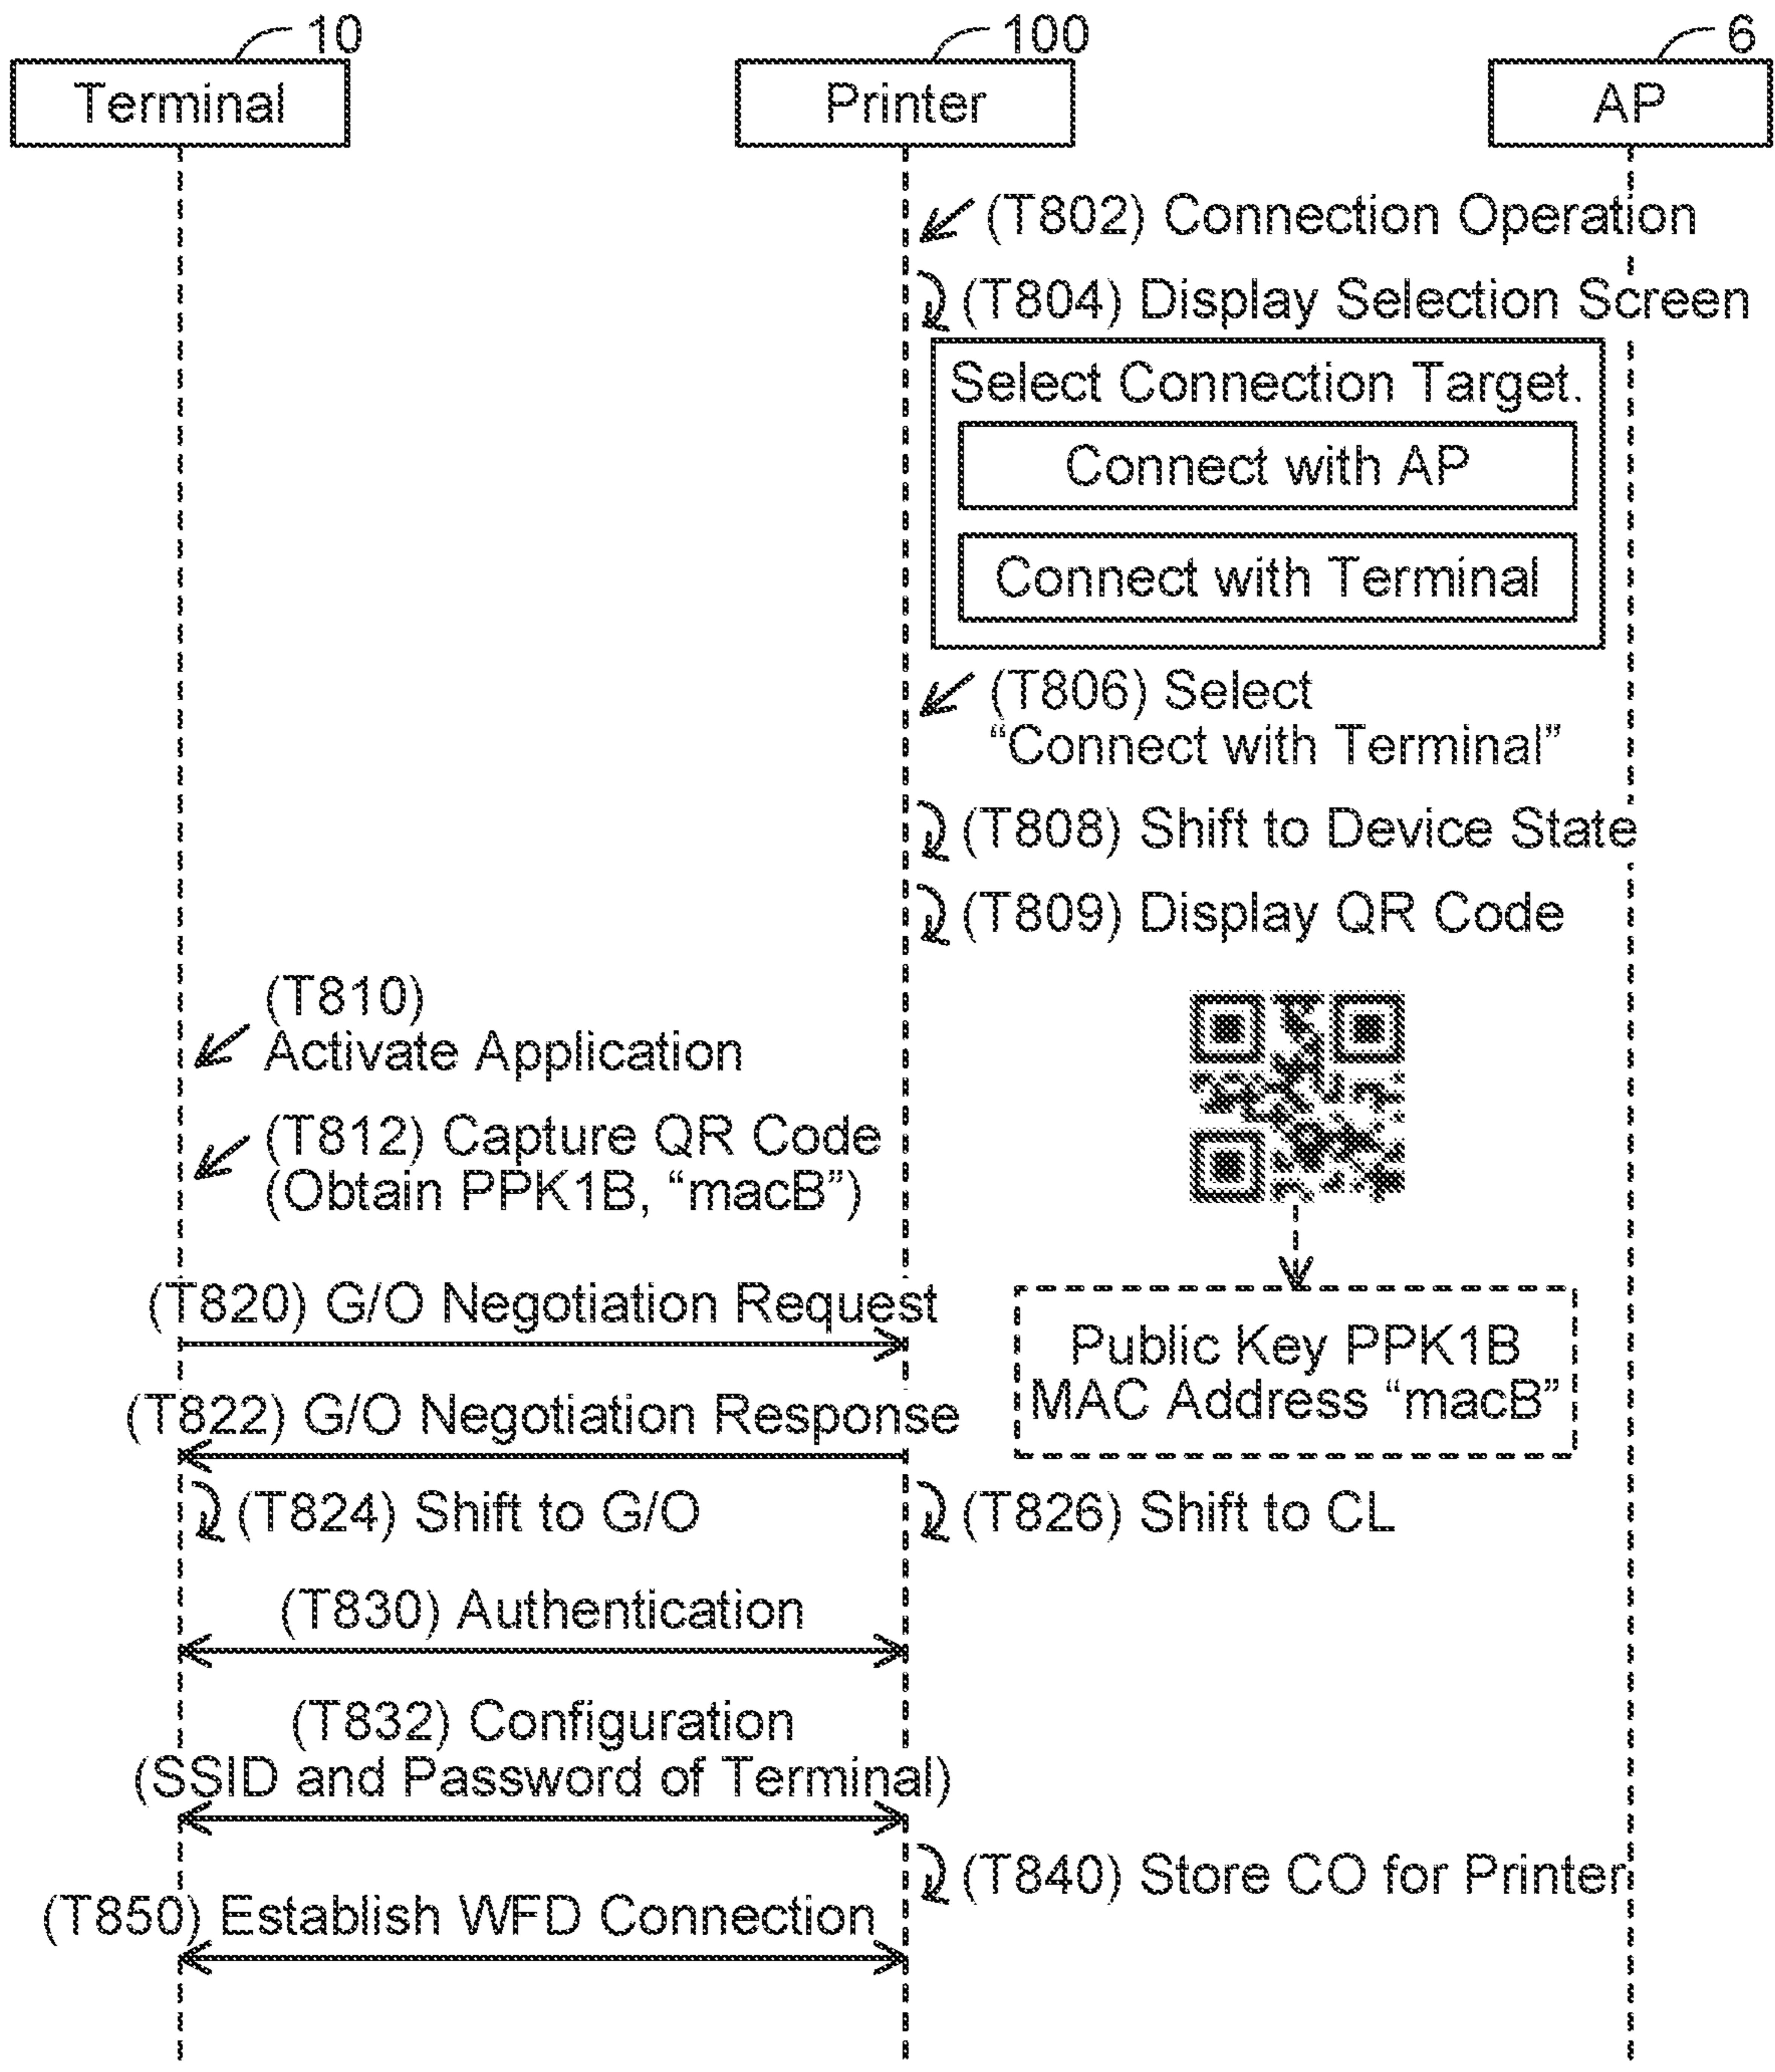 10
100
6
Terminal
Printer
AP
(T802) Connection Operation
(T804) Display Selection Screen
Select Connection Target.
Connect with AP
Connect with Terminal
(T806) Select
“Connect with Terminal”
(T808) Shift to Device State
(T809) Display QR Code
(T810)
Activate Application
(T812) Capture QR Code
(Obtain PPK1B, “macB”)
(T820) G/O Negotiation Request
Public Key PPK1B
MAC Address “macB”
(T822) G/O Negotiation Response
(T824) Shift to G/O
(T826) Shift to CL
(T830) Authentication
(T832) Configuration
(SSID and Password of Terminal)
(T840) Store CO for Printer
(T850) Establish WFD Connection